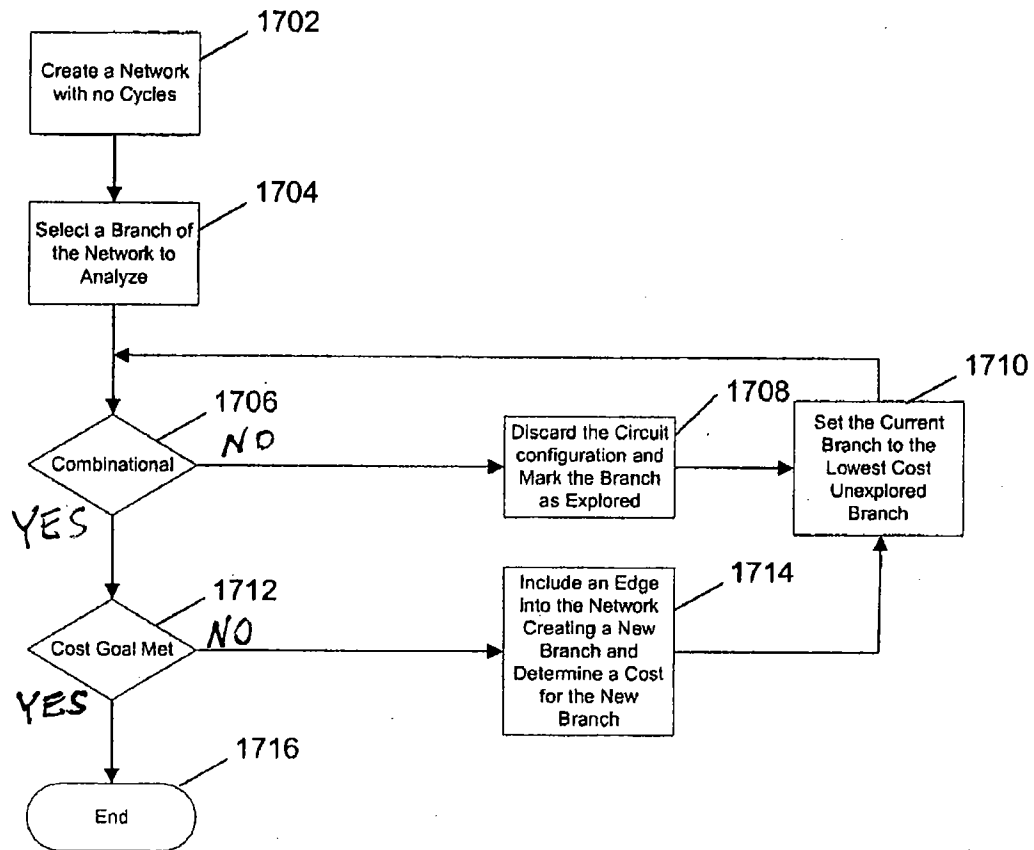 1702
Create a Network
with no Cycles
1704
Select a Branch of
the Network to
Analyze
1706
Combinational
NO
YES
1708
Discard the Circuit
configuration and
Mark the Branch
as Explored
1710
Set the Current
Branch to the
Lowest Cost
Unexplored
Branch
1712
Cost Goal Met
NO
YES
1714
Include an Edge
Into the Network
Creating a New
Branch and
Determine a Cost
for the New
Branch
1716
End